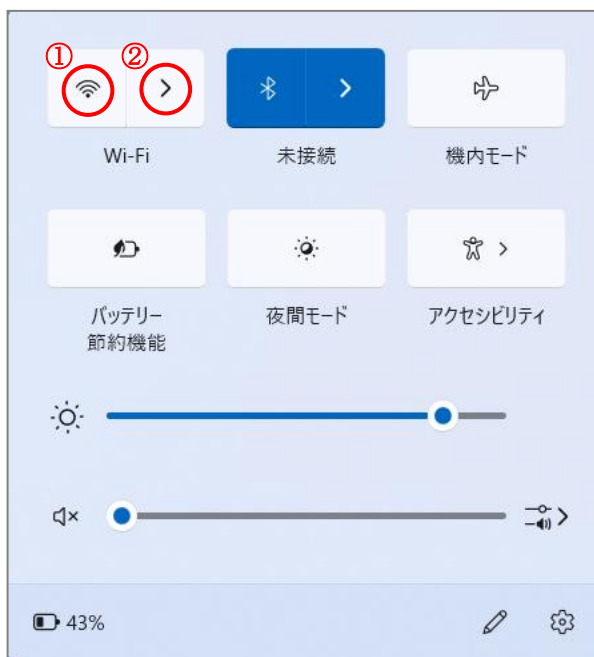 ① ②
Wi-Fi
未接続
機内モード
バッテリー
節約機能
夜間モード
アクセシビリティ
43%